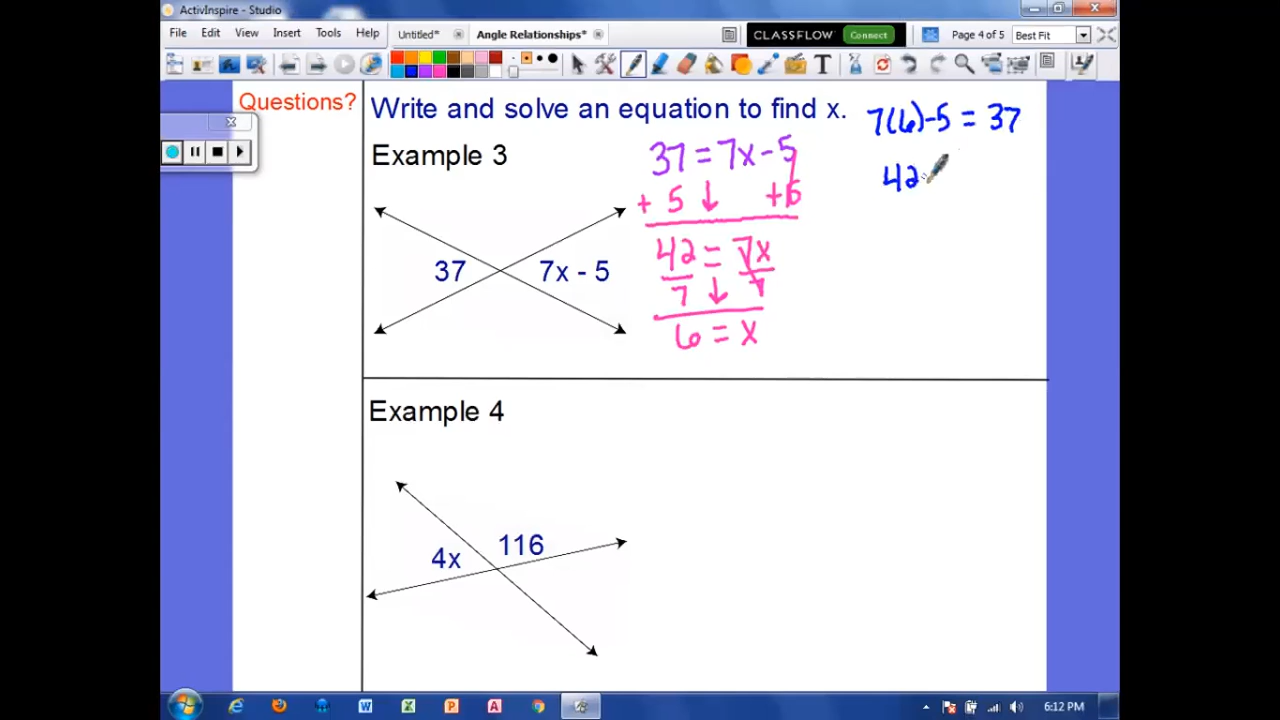 ActivInspire - Studio
File Edit View Insert Tools Help Untitled* Angle Relationships* CLASSFLOW Connect Page 4 of 5 Best Fit
Questions?
Write and solve an equation to find x.
7(6)-5 = 37
42
Example 3
37 = 7x-5
+5 ↓ +5
42 = 7x
7 ↓ 7
6 = x
37 7x - 5
Example 4
4x 116
6:12 PM